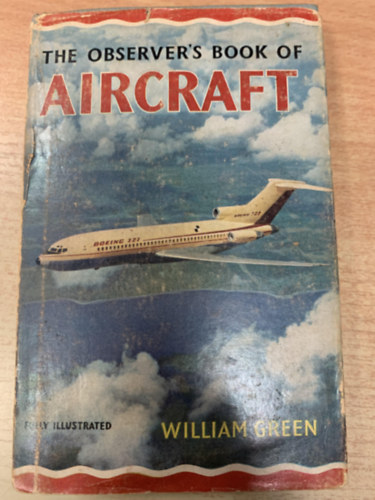 THE OBSERVER'S BOOK OF
AIRCRAFT
BOEING 727
FULLY ILLUSTRATED
WILLIAM GREEN